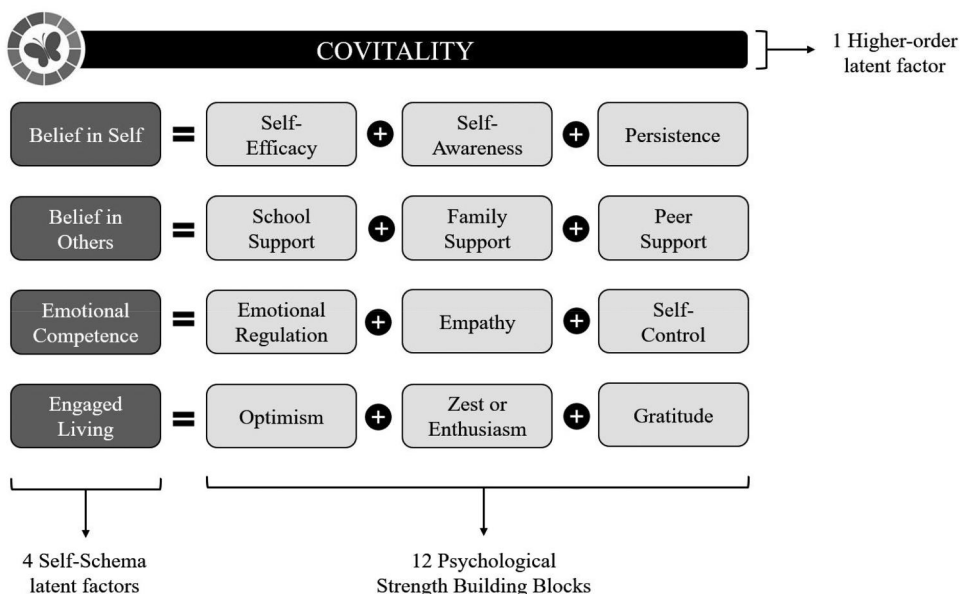 COVITALITY
1 Higher-order
latent factor
Belief in Self
=
Self-
Efficacy
+
Self-
Awareness
+
Persistence
Belief in
Others
=
School
Support
+
Family
Support
+
Peer
Support
Emotional
Competence
=
Emotional
Regulation
+
Empathy
+
Self-
Control
Engaged
Living
=
Optimism
+
Zest or
Enthusiasm
+
Gratitude
4 Self-Schema
latent factors
12 Psychological
Strength Building Blocks